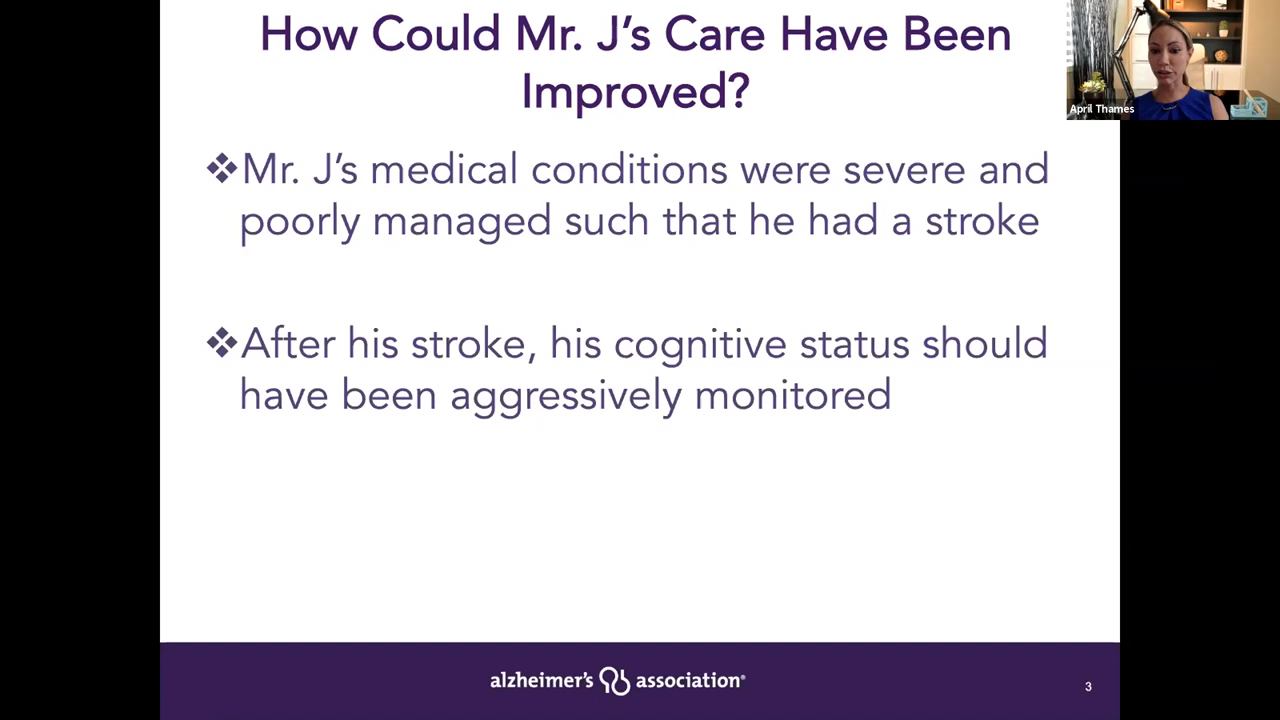 How Could Mr. J's Care Have Been
Improved?
April Thames
❖Mr. J's medical conditions were severe and
poorly managed such that he had a stroke
❖After his stroke, his cognitive status should
have been aggressively monitored
alzheimer's association®
3